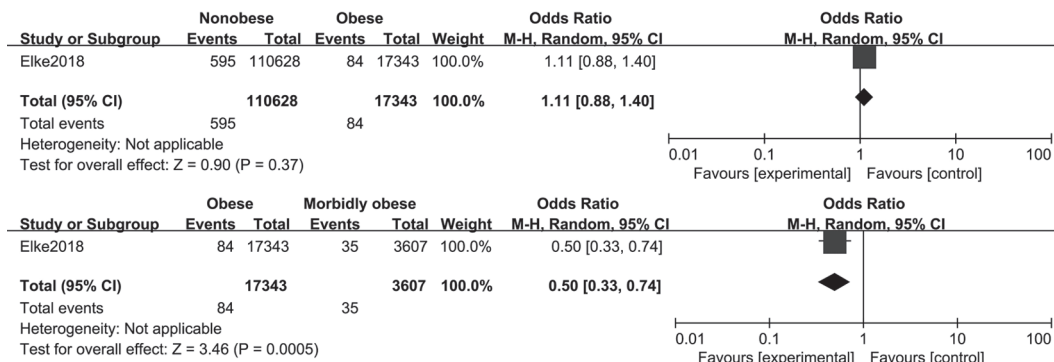 Nonobese Obese Odds Ratio Odds Ratio
Study or Subgroup Events Total Events Total Weight M-H, Random, 95% CI M-H, Random, 95% CI
Elke2018 595 110628 84 17343 100.0% 1.11 [0.88, 1.40]
Total (95% CI) 110628 17343 100.0% 1.11 [0.88, 1.40]
Total events 595 84
Heterogeneity: Not applicable
Test for overall effect: Z = 0.90 (P = 0.37)
0.01 0.1 1 10 100
Favours [experimental] Favours [control]
Obese Morbidly obese Odds Ratio Odds Ratio
Study or Subgroup Events Total Events Total Weight M-H, Random, 95% CI M-H, Random, 95% CI
Elke2018 84 17343 35 3607 100.0% 0.50 [0.33, 0.74]
Total (95% CI) 17343 3607 100.0% 0.50 [0.33, 0.74]
Total events 84 35
Heterogeneity: Not applicable
Test for overall effect: Z = 3.46 (P = 0.0005)
0.01 0.1 1 10 100
Favours [experimental] Favours [control]